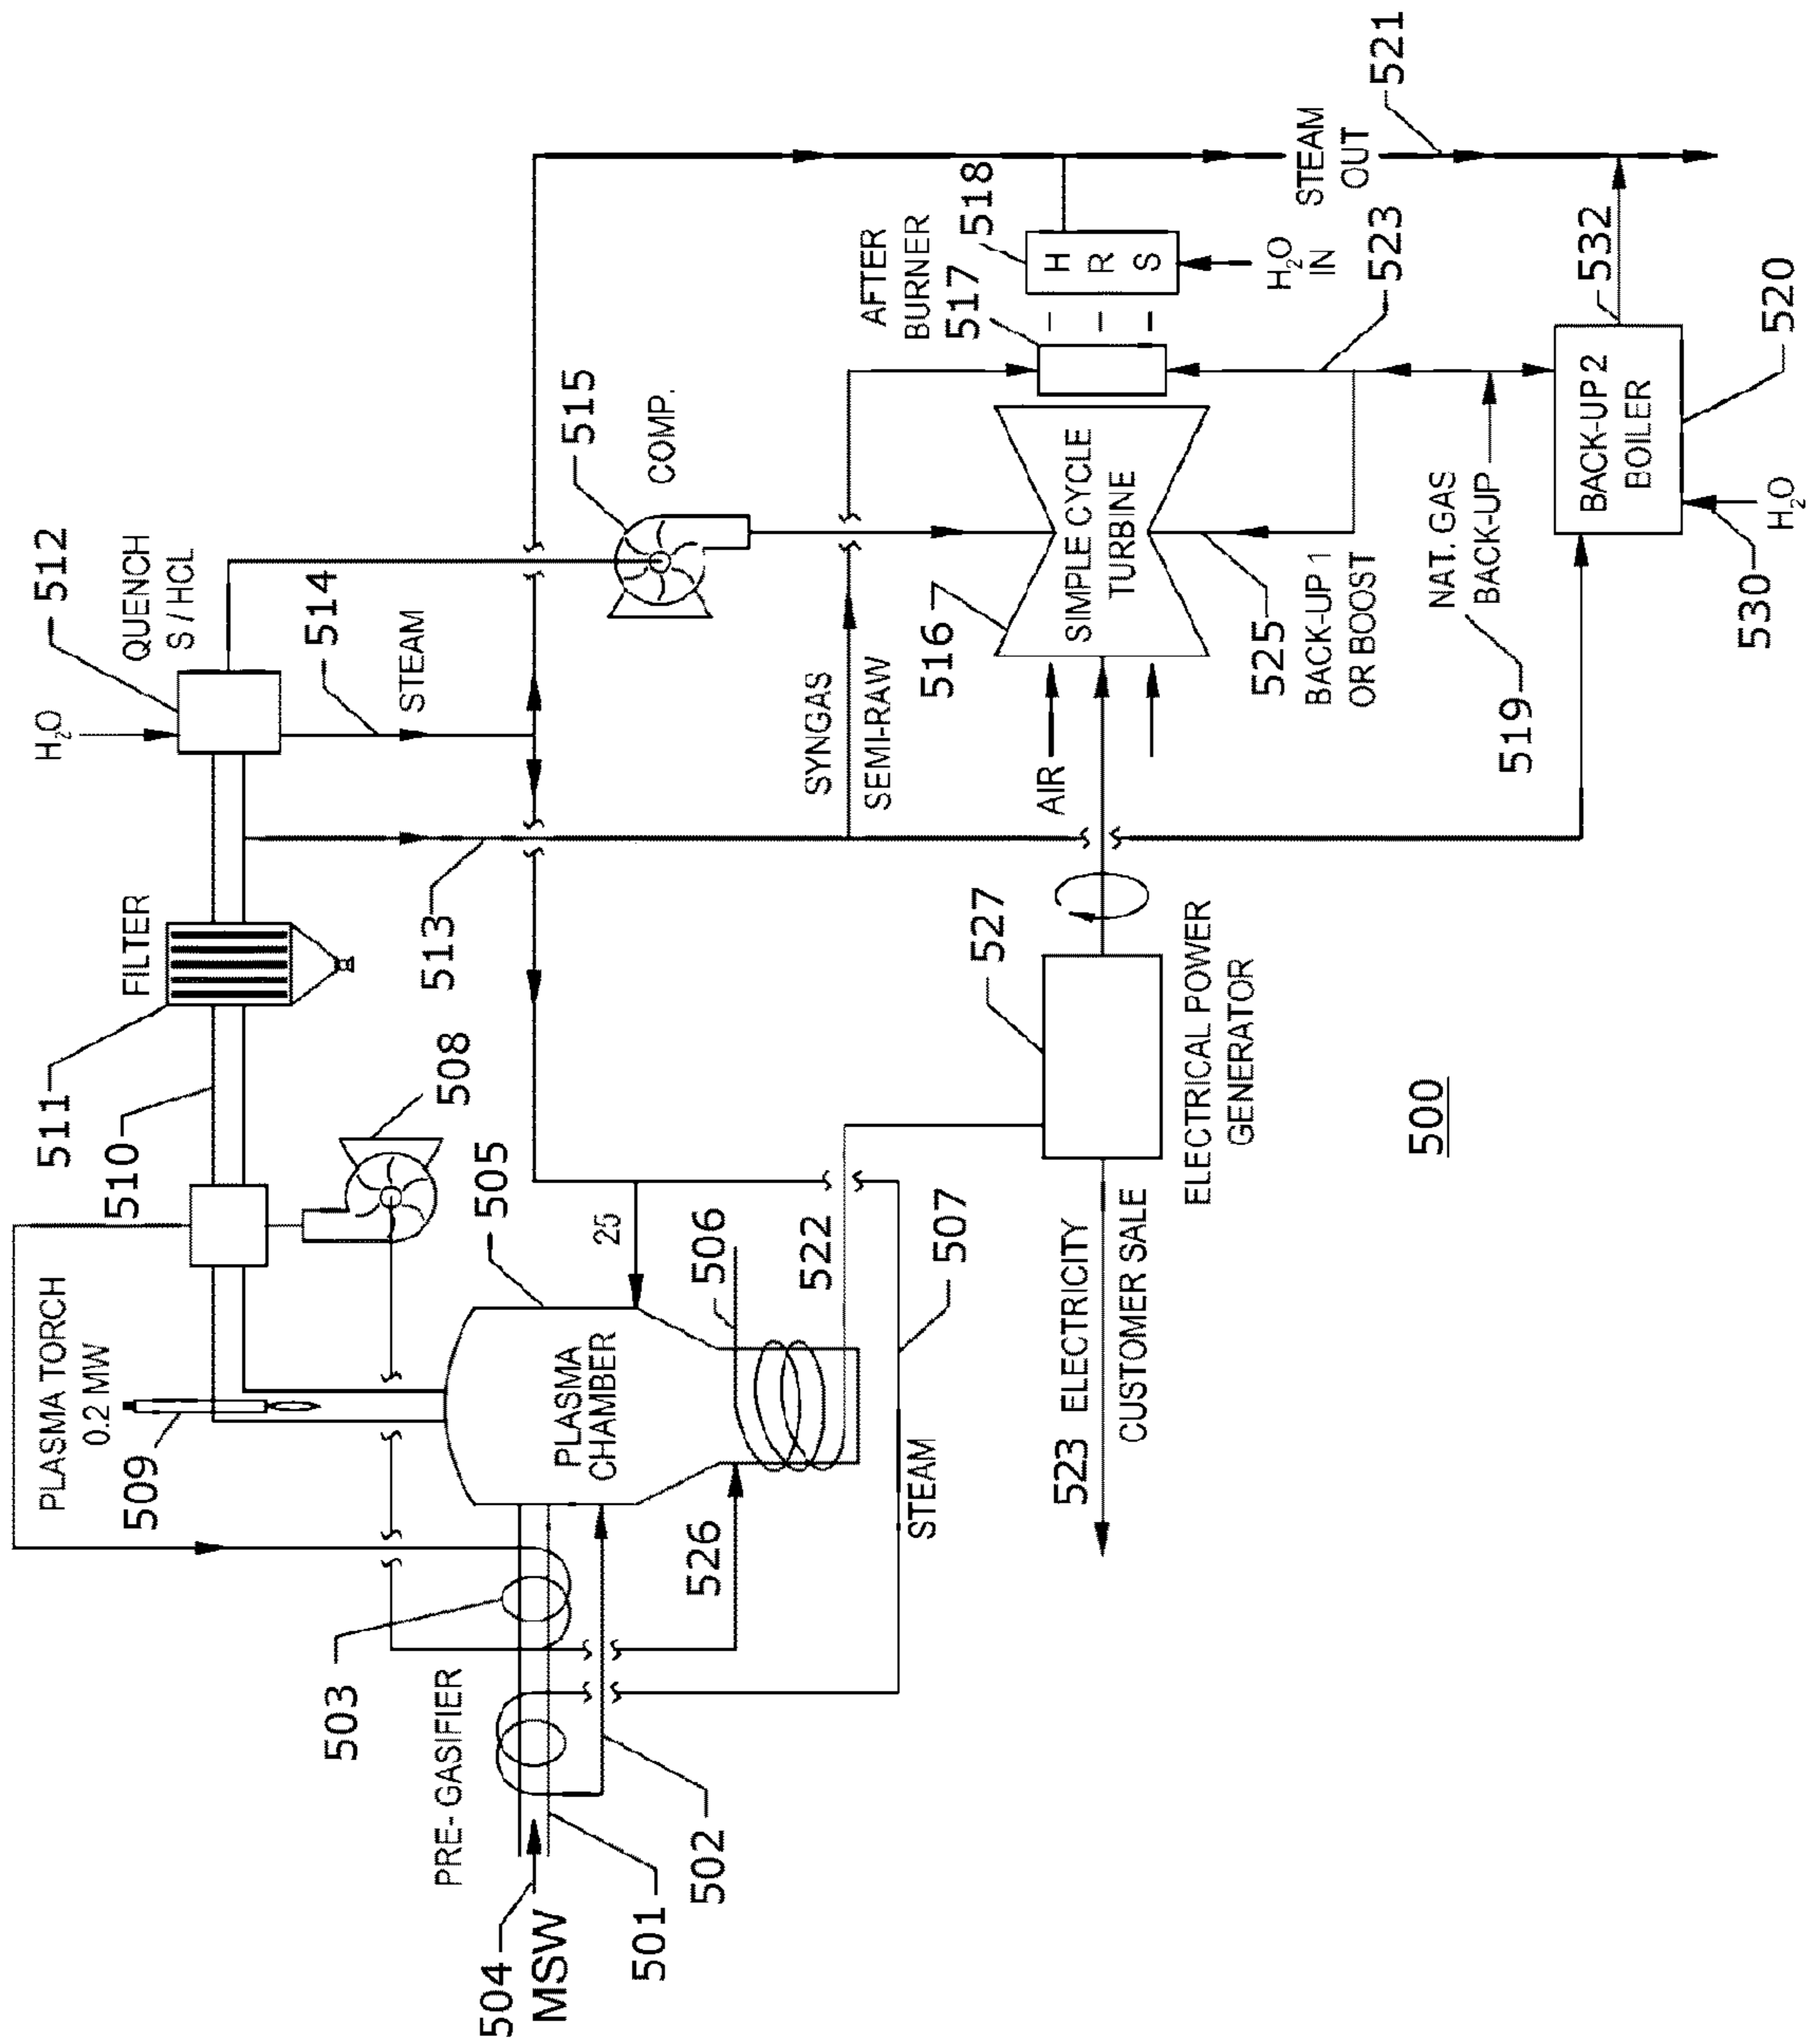 504
MSW
501
502
PRE- GASIFIER
503
PLASMA TORCH
0.2 MW
509
526
PLASMA
CHAMBER
505
25
506
522
507
STEAM
508
510
511
FILTER
513
H₂O
QUENCH
S / HCL
512
514
STEAM
515
COMP.
SYNGAS
SEMI-RAW
AIR
516
SIMPLE CYCLE
TURBINE
AFTER
BURNER
517
518
H
R
S
H₂O
IN
STEAM
OUT
521
523
525
BACK-UP 1
OR BOOST
NAT. GAS
BACK-UP
519
BACK-UP 2
BOILER
532
520
530
H₂O
527
ELECTRICAL POWER
GENERATOR
523 ELECTRICITY
CUSTOMER SALE
500